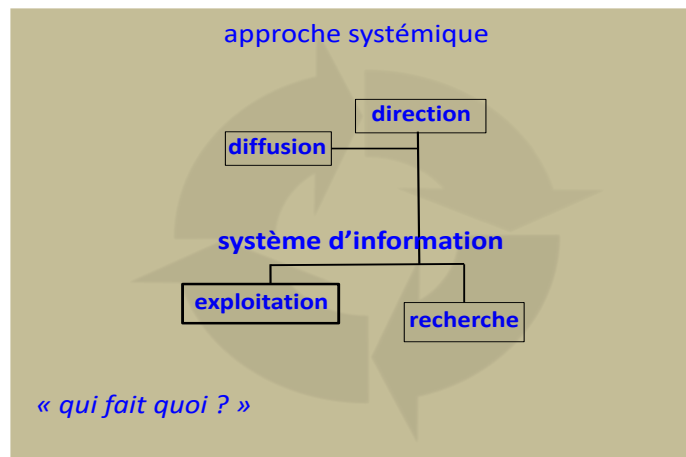 approche systémique
direction
diffusion
système d’information
exploitation
recherche
« qui fait quoi ? »